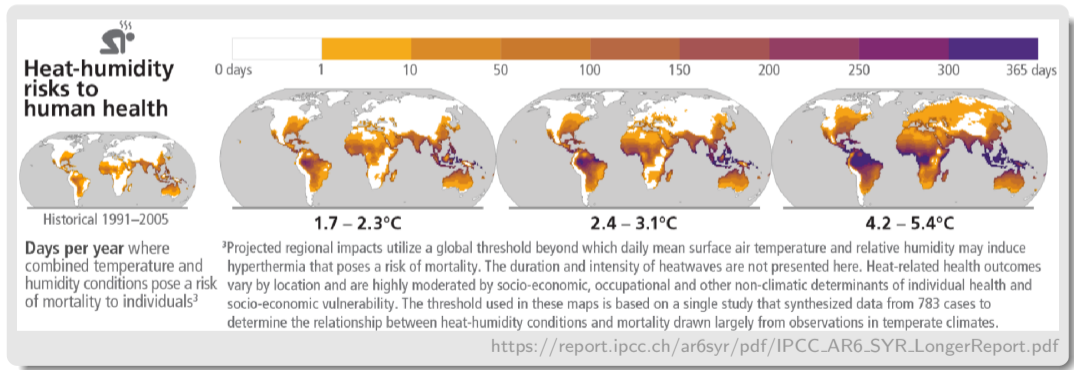 Heat-humidity
risks to
human health
0 days
1
10
50
100
150
200
250
300
365 days
Historical 1991–2005
1.7 – 2.3°C
2.4 – 3.1°C
4.2 – 5.4°C
Days per year where
combined temperature and
humidity conditions pose a risk
of mortality to individuals³
³Projected regional impacts utilize a global threshold beyond which daily mean surface air temperature and relative humidity may induce
hyperthermia that poses a risk of mortality. The duration and intensity of heatwaves are not presented here. Heat-related health outcomes
vary by location and are highly moderated by socio-economic, occupational and other non-climatic determinants of individual health and
socio-economic vulnerability. The threshold used in these maps is based on a single study that synthesized data from 783 cases to
determine the relationship between heat-humidity conditions and mortality drawn largely from observations in temperate climates.
https://report.ipcc.ch/ar6syr/pdf/IPCC_AR6_SYR_LongerReport.pdf